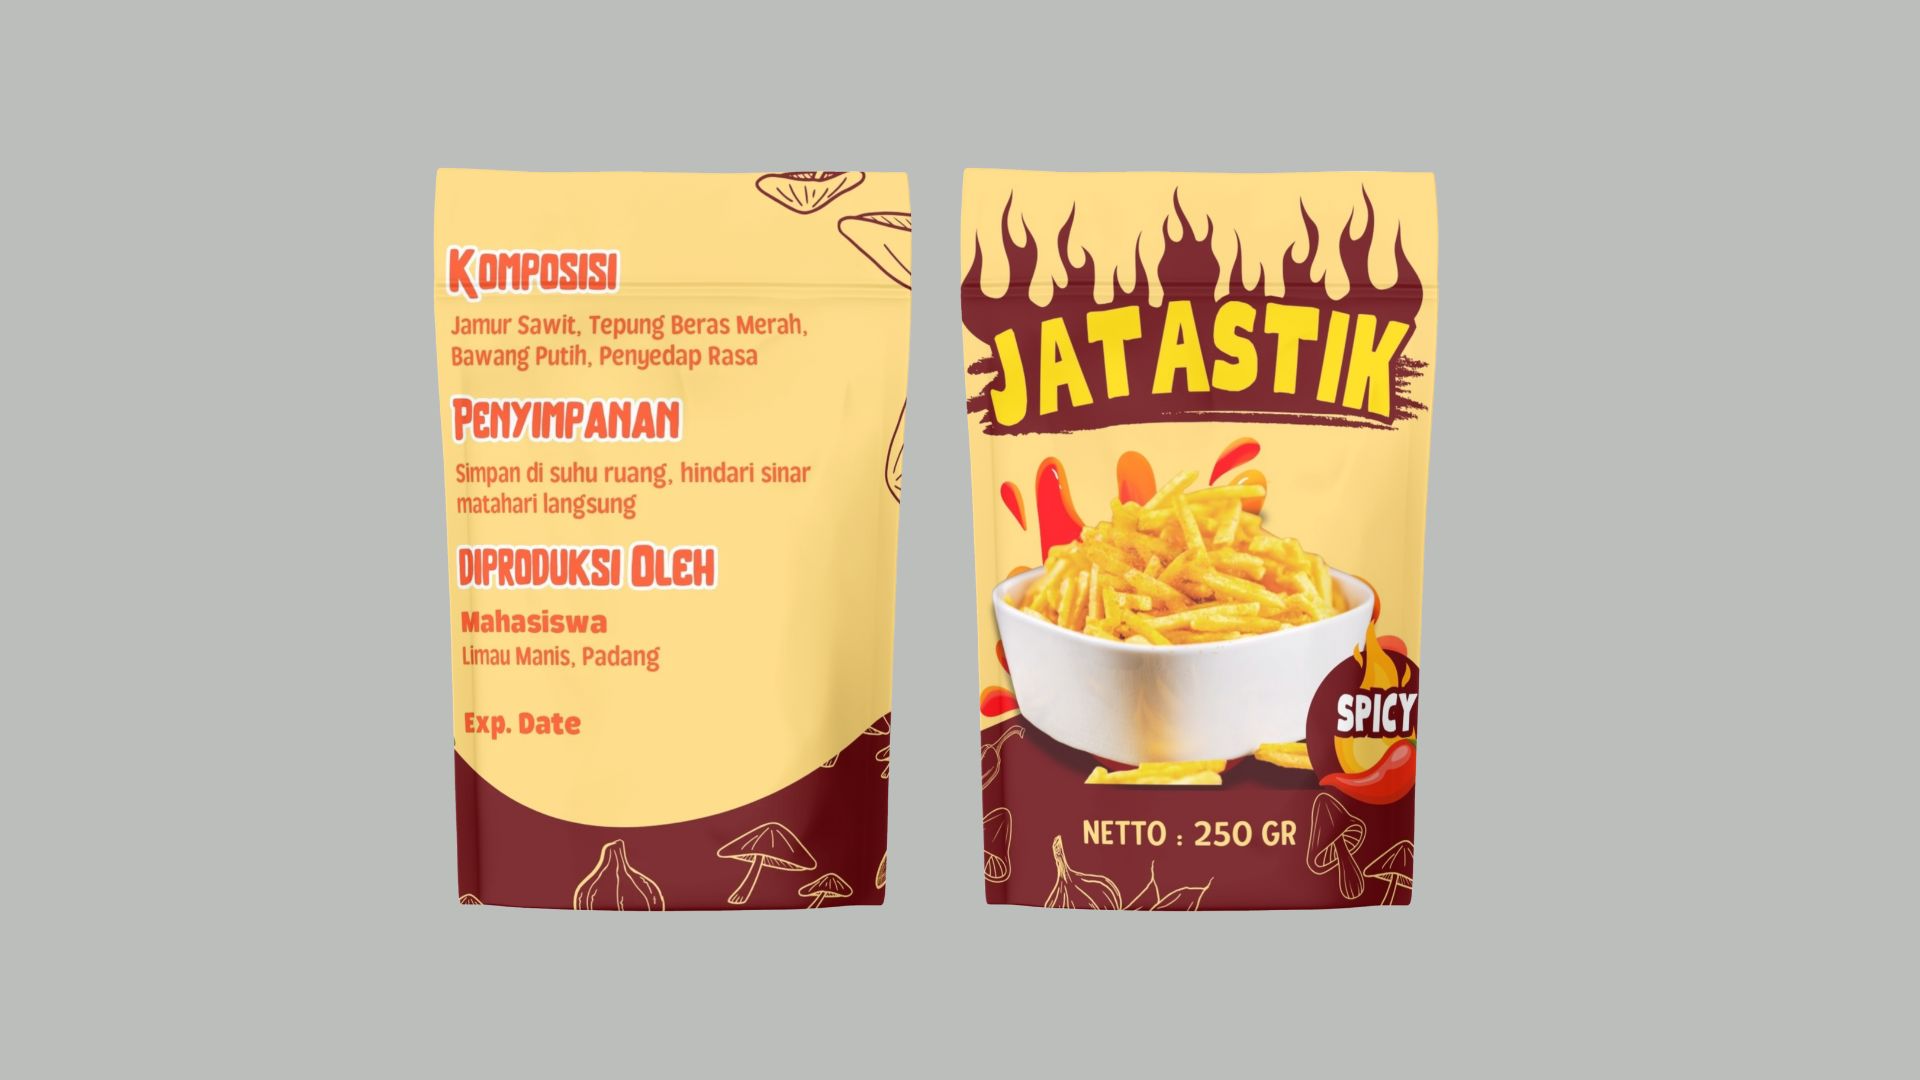 Komposisi
Jamur Sawit, Tepung Beras Merah,
Bawang Putih, Penyedap Rasa
PENYIMPANAN
Simpan di suhu ruang, hindari sinar
matahari langsung
DIPRODUKSI OLEH
Mahasiswa
Limau Manis, Padang
Exp. Date
JATASTIK
SPICY
NETTO : 250 GR